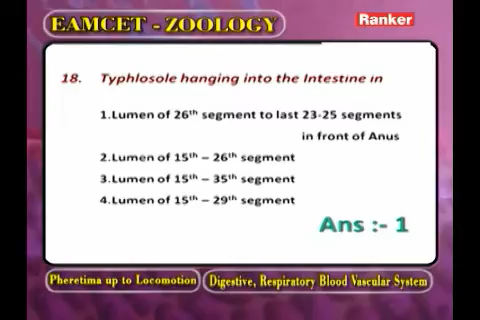 EAMCET - ZOOLOGY
Ranker
18. Typhlosole hanging into the Intestine in
1.Lumen of 26th segment to last 23-25 segments
in front of Anus
2.Lumen of 15th – 26th segment
3.Lumen of 15th – 35th segment
4.Lumen of 15th – 29th segment
Ans :- 1
Pheretima up to Locomotion
Digestive, Respiratory Blood Vascular System